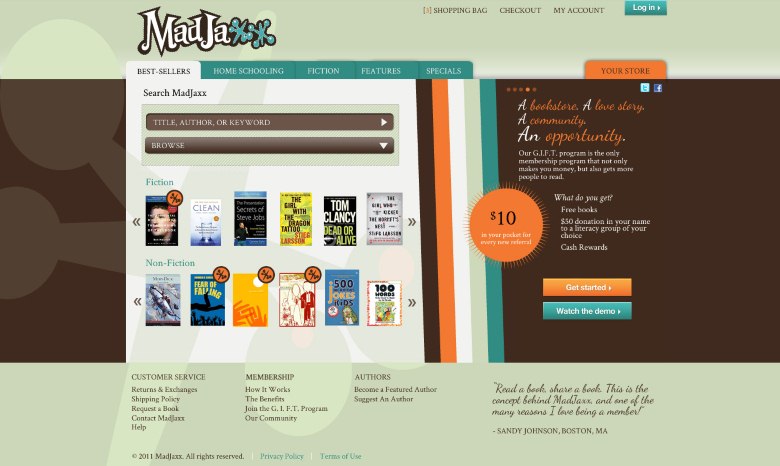 MadJaxx
[3] SHOPPING BAG CHECKOUT MY ACCOUNT Log in
BEST-SELLERS HOME SCHOOLING FICTION FEATURES SPECIALS YOUR STORE
Search MadJaxx
TITLE, AUTHOR, OR KEYWORD
BROWSE
Fiction
CLEAN
The Presentation
Secrets of
Steve Jobs
THE GIRL
WITH
THE
DRAGON
TATTOO
STIEG
LARSSON
TOM
CLANCY
DEAD OR
ALIVE
THE GIRL
WHO
KICKED
THE
HORNET'S
NEST
STIEG LARSSON
Non-Fiction
MOBY-DICK
FEAR OF
FALLING
500
JOKES
KIDS
100
WORDS
A bookstore. A love story.
A community.
An opportunity.
Our G.I.F.T. program is the only
membership program that not only
makes you money, but also gets more
people to read.
$10
in your pocket for
every new referral
What do you get?
Free books
$50 donation in your name
to a literacy group of your
choice
Cash Rewards
Get started
Watch the demo
CUSTOMER SERVICE
Returns & Exchanges
Shipping Policy
Request a Book
Contact MadJaxx
Help
MEMBERSHIP
How It Works
The Benefits
Join the G. I. F.T. Program
Our Community
AUTHORS
Become a Featured Author
Suggest An Author
"Read a book, share a book. This is the
concept behind MadJaxx, and one of the
many reasons I love being a member!"
- SANDY JOHNSON, BOSTON, MA
© 2011 MadJaxx. All rights reserved. | Privacy Policy | Terms of Use